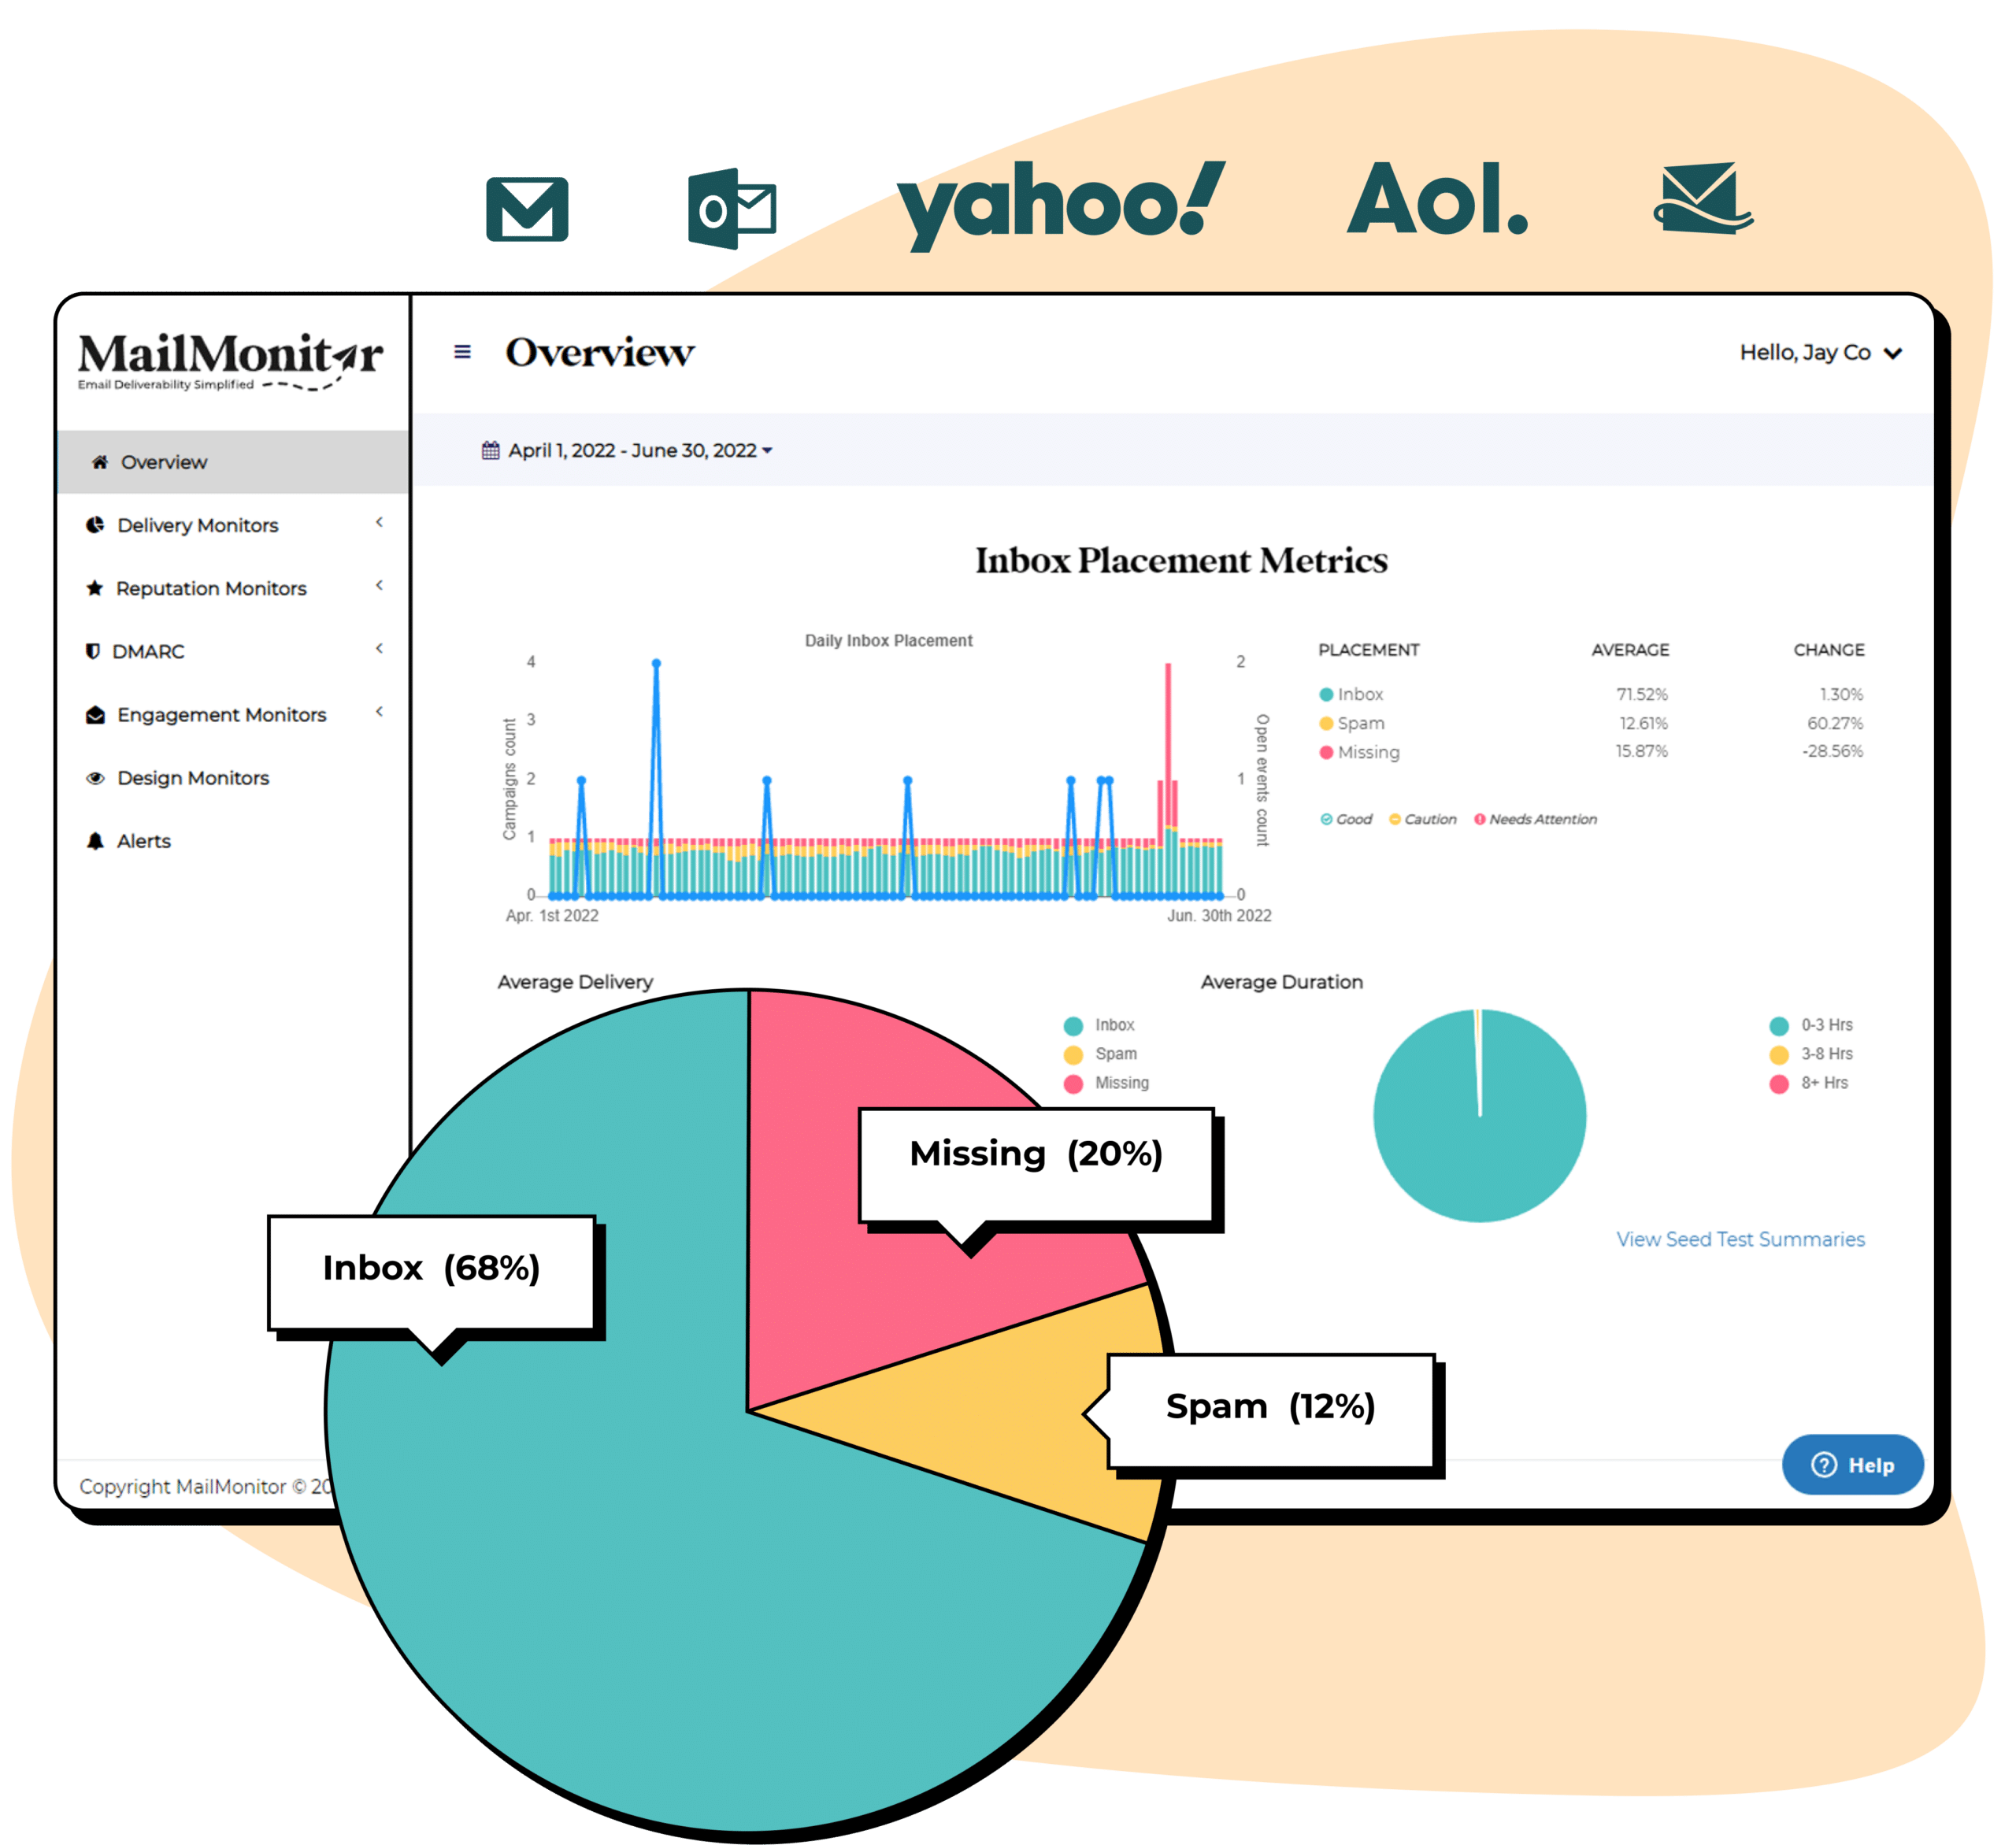 yahoo!
Aol.
MailMonitor
Email Deliverability Simplified
Overview
Hello, Jay Co
Overview
Delivery Monitors
Reputation Monitors
DMARC
Engagement Monitors
Design Monitors
Alerts
April 1, 2022 - June 30, 2022
Inbox Placement Metrics
Daily Inbox Placement
4
3
2
1
0
Campaigns count
2
1
0
Open events count
Apr. 1st 2022
Jun. 30th 2022
PLACEMENT AVERAGE CHANGE
Inbox 71.52% 1.30%
Spam 12.61% 60.27%
Missing 15.87% -28.56%
Good Caution Needs Attention
Average Delivery
Inbox
Spam
Missing
Average Duration
0-3 Hrs
3-8 Hrs
8+ Hrs
Missing (20%)
Inbox (68%)
Spam (12%)
View Seed Test Summaries
Copyright MailMonitor © 20
Help